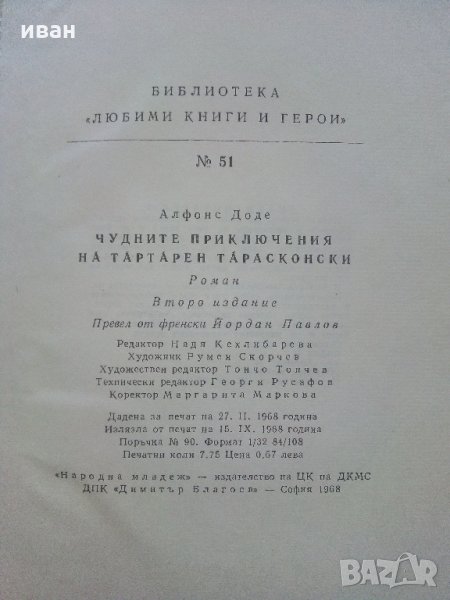 иван
БИБЛИОТЕКА
«ЛЮБИМИ КНИГИ И ГЕРОИ»
№ 51
Алфонс Доде
ЧУДНИТЕ ПРИКЛЮЧЕНИЯ
НА ТАРТАРЕН ТАРАСКОНСКИ
Роман
Второ издание
Превел от френски Йордан Павлов
Редактор Надя Кехлибарева
Художник Румен Скорчев
Художествен редактор Тончо Тончев
Технически редактор Георги Русафов
Коректор Маргарита Маркова
Дадена за печат на 27. II. 1968 година
Излязла от печат на 15. IX. 1968 година
Поръчка № 90. Формат 1/32 84/108
Печатни коли 7,75 Цена 0,67 лева
«Народна младеж» — издателство на ЦК на ДКМС
ДПК «Димитър Благоев» — София 1968
BAZAR